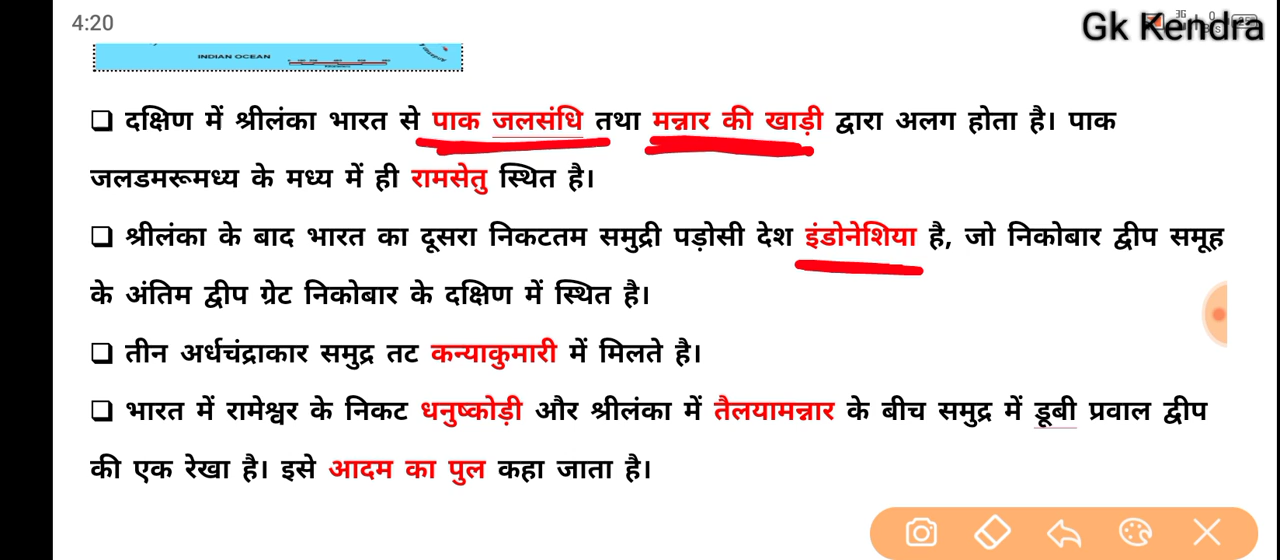 4:20
Gk Kendra
INDIAN OCEAN
❑ दक्षिण में श्रीलंका भारत से पाक जलसंधि तथा मन्नार की खाड़ी द्वारा अलग होता है। पाक
जलडमरूमध्य के मध्य में ही रामसेतु स्थित है।
❑ श्रीलंका के बाद भारत का दूसरा निकटतम समुद्री पड़ोसी देश इंडोनेशिया है, जो निकोबार द्वीप समूह
के अंतिम द्वीप ग्रेट निकोबार के दक्षिण में स्थित है।
❑ तीन अर्धचंद्राकार समुद्र तट कन्याकुमारी में मिलते है।
❑ भारत में रामेश्वर के निकट धनुष्कोड़ी और श्रीलंका में तैलयामन्नार के बीच समुद्र में डूबी प्रवाल द्वीप
की एक रेखा है। इसे आदम का पुल कहा जाता है।